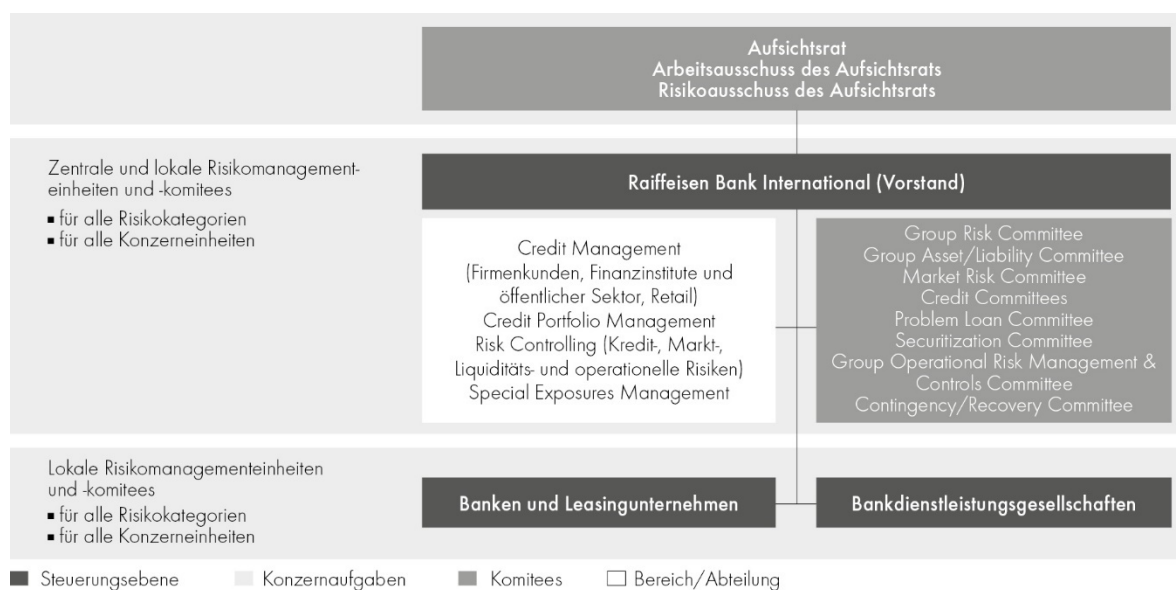 Aufsichtsrat
Arbeitsausschuss des Aufsichtsrats
Risikoausschuss des Aufsichtsrats
Zentrale und lokale Risikomanagement-
einheiten und -komitees
▪ für alle Risikokategorien
▪ für alle Konzerneinheiten
Raiffeisen Bank International (Vorstand)
Credit Management
(Firmenkunden, Finanzinstitute und
öffentlicher Sektor, Retail)
Credit Portfolio Management
Risk Controlling (Kredit-, Markt-,
Liquiditäts- und operationelle Risiken)
Special Exposures Management
Group Risk Committee
Group Asset/Liability Committee
Market Risk Committee
Credit Committees
Problem Loan Committee
Securitization Committee
Group Operational Risk Management &
Controls Committee
Contingency/Recovery Committee
Lokale Risikomanagementeinheiten
und -komitees
▪ für alle Risikokategorien
▪ für alle Konzerneinheiten
Banken und Leasingunternehmen
Bankdienstleistungsgesellschaften
Steuerungsebene
Konzernaufgaben
Komitees
Bereich/Abteilung